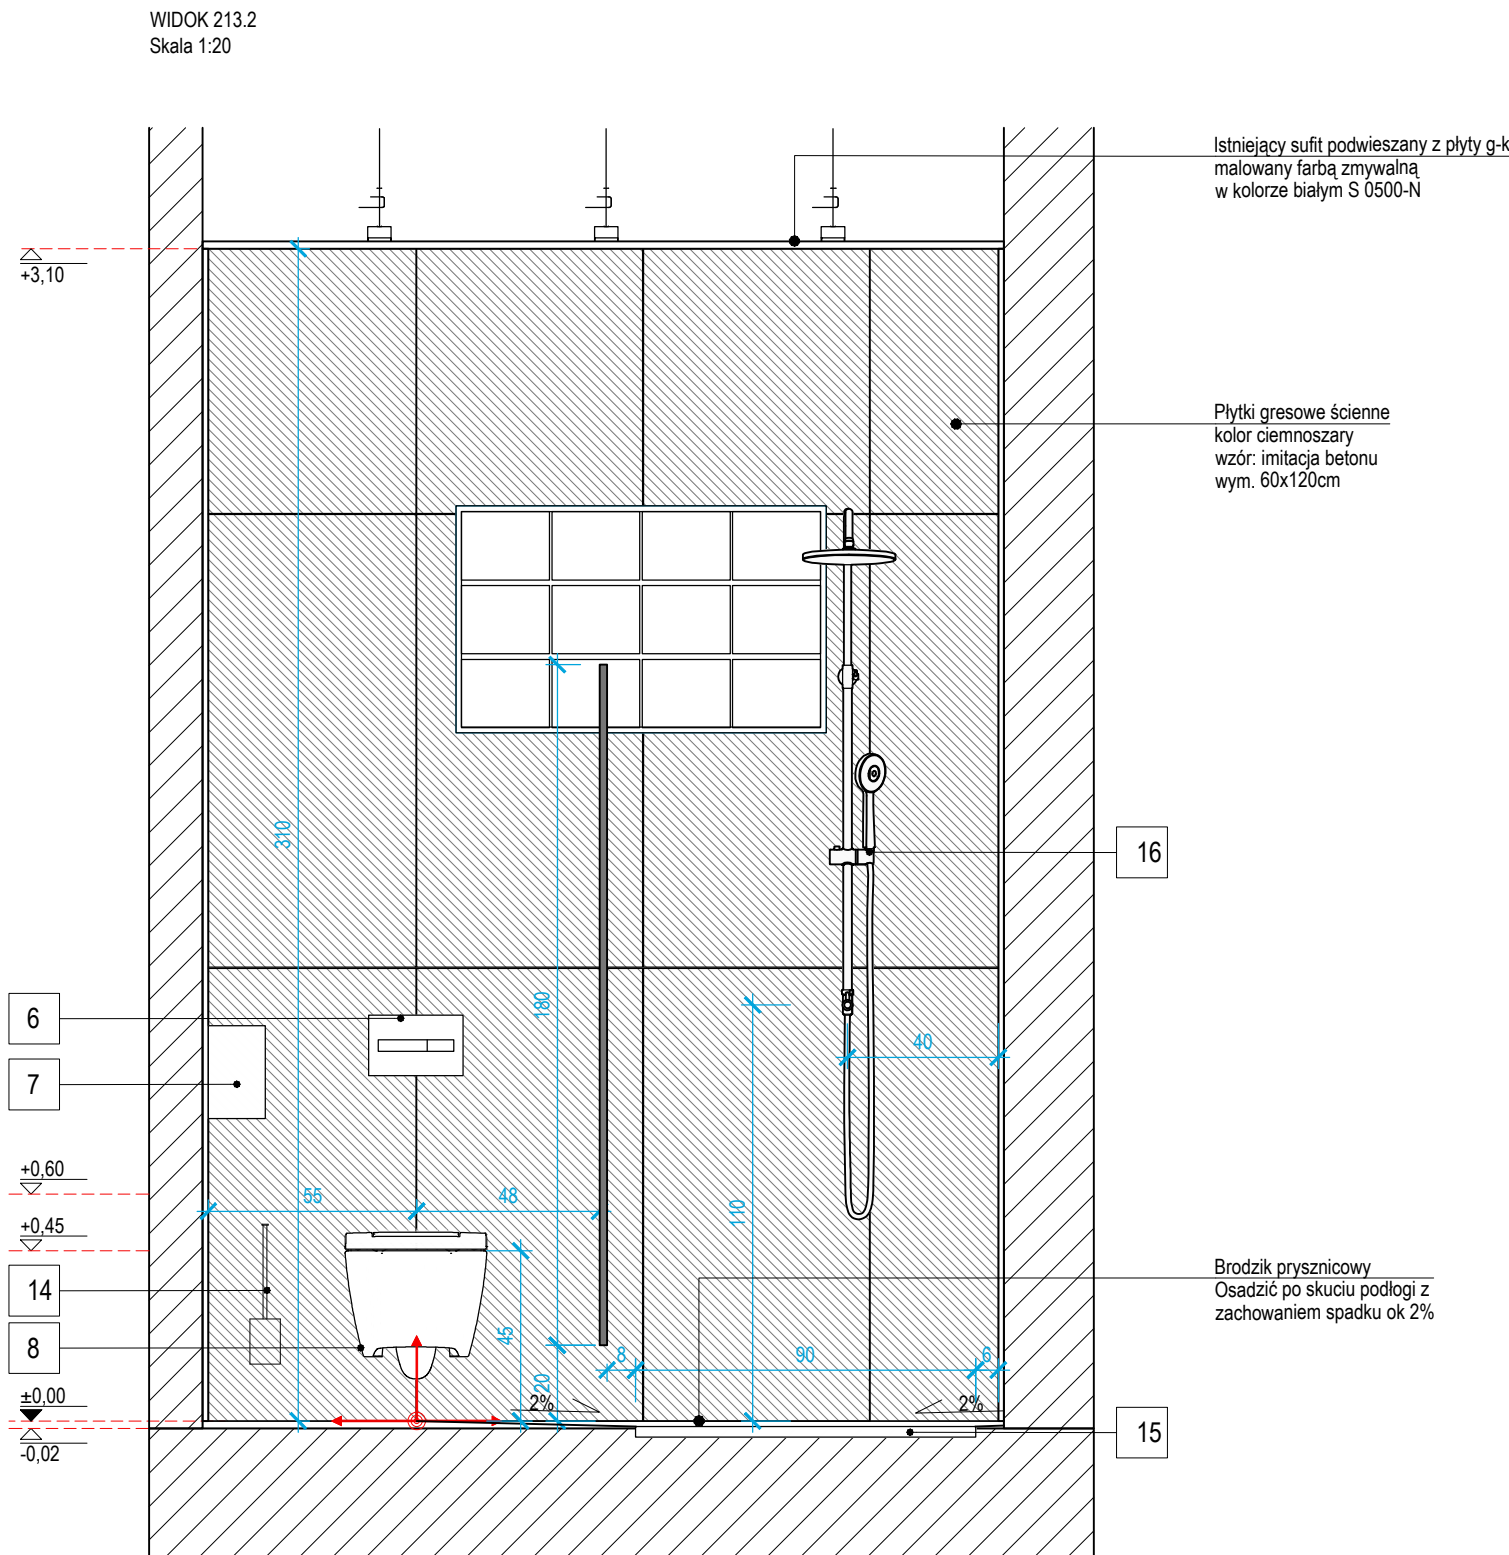 WIDOK 213.2
Skala 1:20
Istniejący sufit podwieszany z płyty g-k
malowany farbą zmywalną
w kolorze białym S 0500-N
+3,10
Płytki gresowe ścienne
kolor ciemnoszary
wzór: imitacja betonu
wym. 60x120cm
310
16
6
180
40
7
+0,60
55
48
110
+0,45
14
Brodzik prysznicowy
Osadzić po skuciu podłogi z
zachowaniem spadku ok 2%
8
45
8
90
6
20
±0,00
2%
2%
15
-0,02